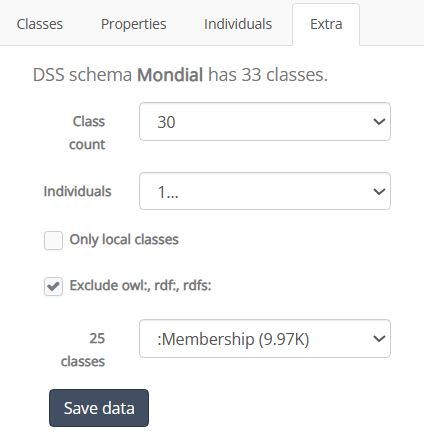 Classes Properties Individuals Extra
DSS schema Mondial has 33 classes.
Class count 30
Individuals 1...
Only local classes
Exclude owl:, rdf:, rdfs:
25 classes :Membership (9.97K)
Save data